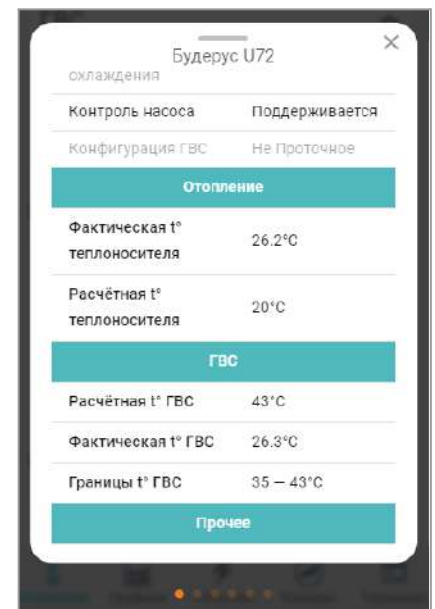 Будерус U72
охлаждения
Контроль насоса Поддерживается
Конфигурация ГВС Не Проточное
Отопление
Фактическая t°
теплоносителя
26.2°C
Расчётная t°
теплоносителя
20°C
ГВС
Расчётная t° ГВС 43°C
Фактическая t° ГВС 26.3°C
Границы t° ГВС 35 – 43°C
Прочее